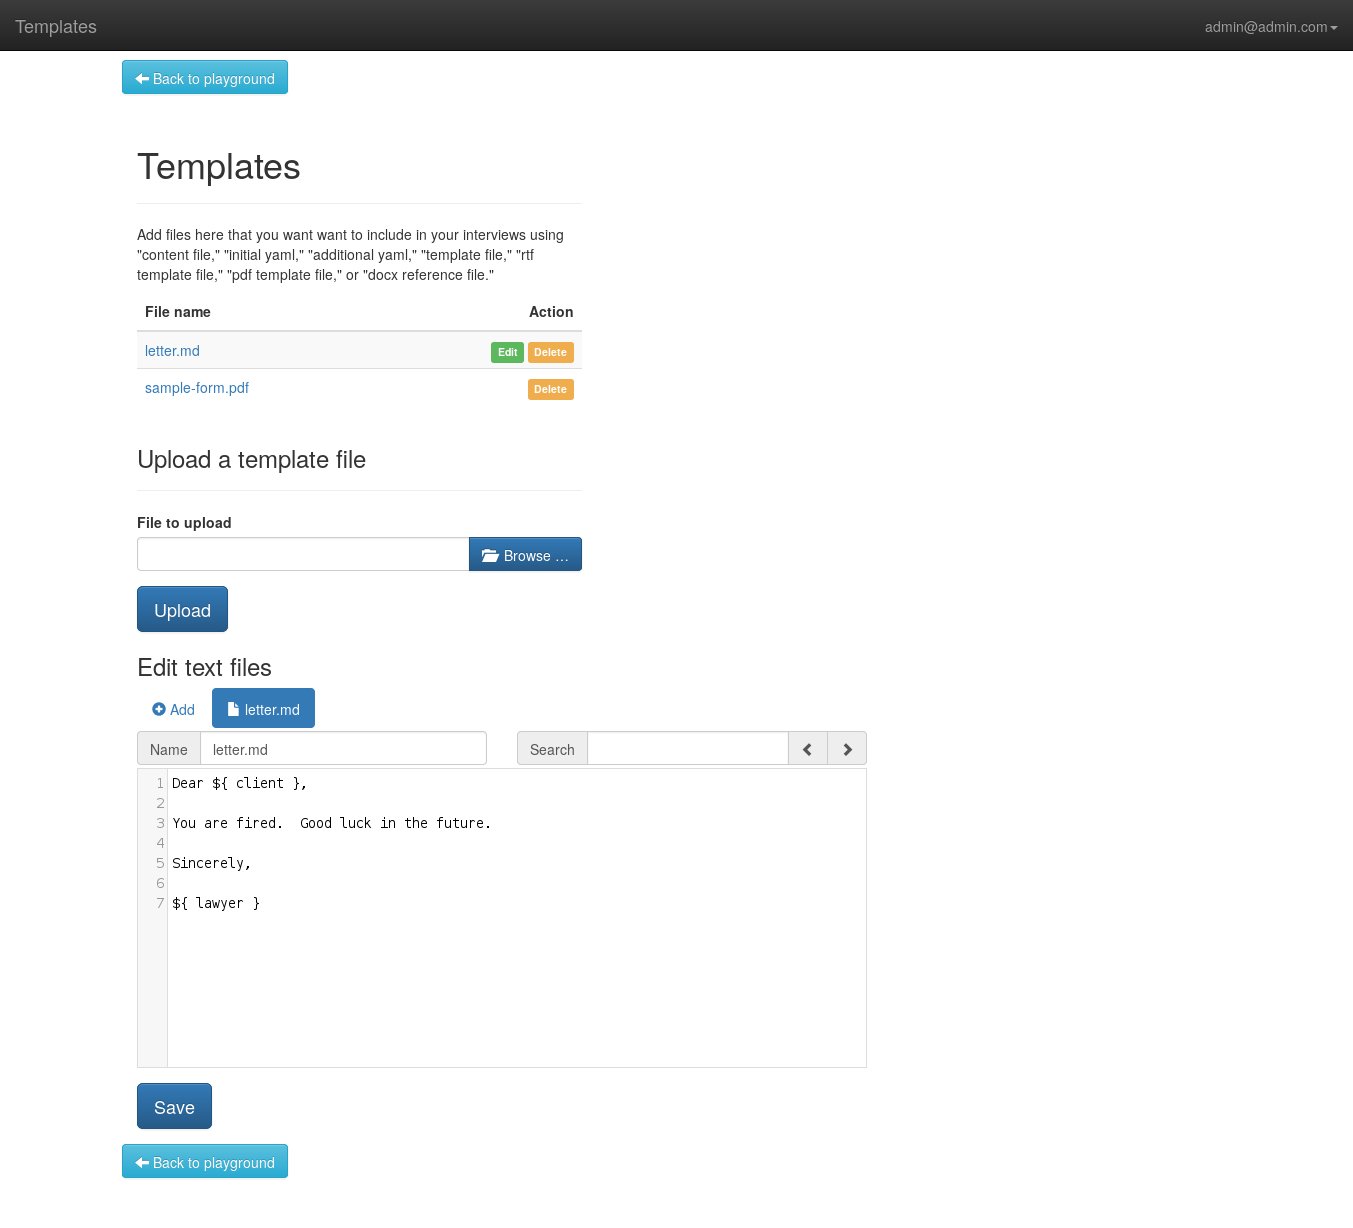 Templates
admin@admin.com
Back to playground
Templates
Add files here that you want want to include in your interviews using
"content file," "initial yaml," "additional yaml," "template file," "rtf
template file," "pdf template file," or "docx reference file."
File name Action
letter.md Edit Delete
sample-form.pdf Delete
Upload a template file
File to upload
Browse ...
Upload
Edit text files
Add letter.md
Name letter.md Search
1 Dear ${ client },
2
3 You are fired.  Good luck in the future.
4
5 Sincerely,
6
7 ${ lawyer }
Save
Back to playground